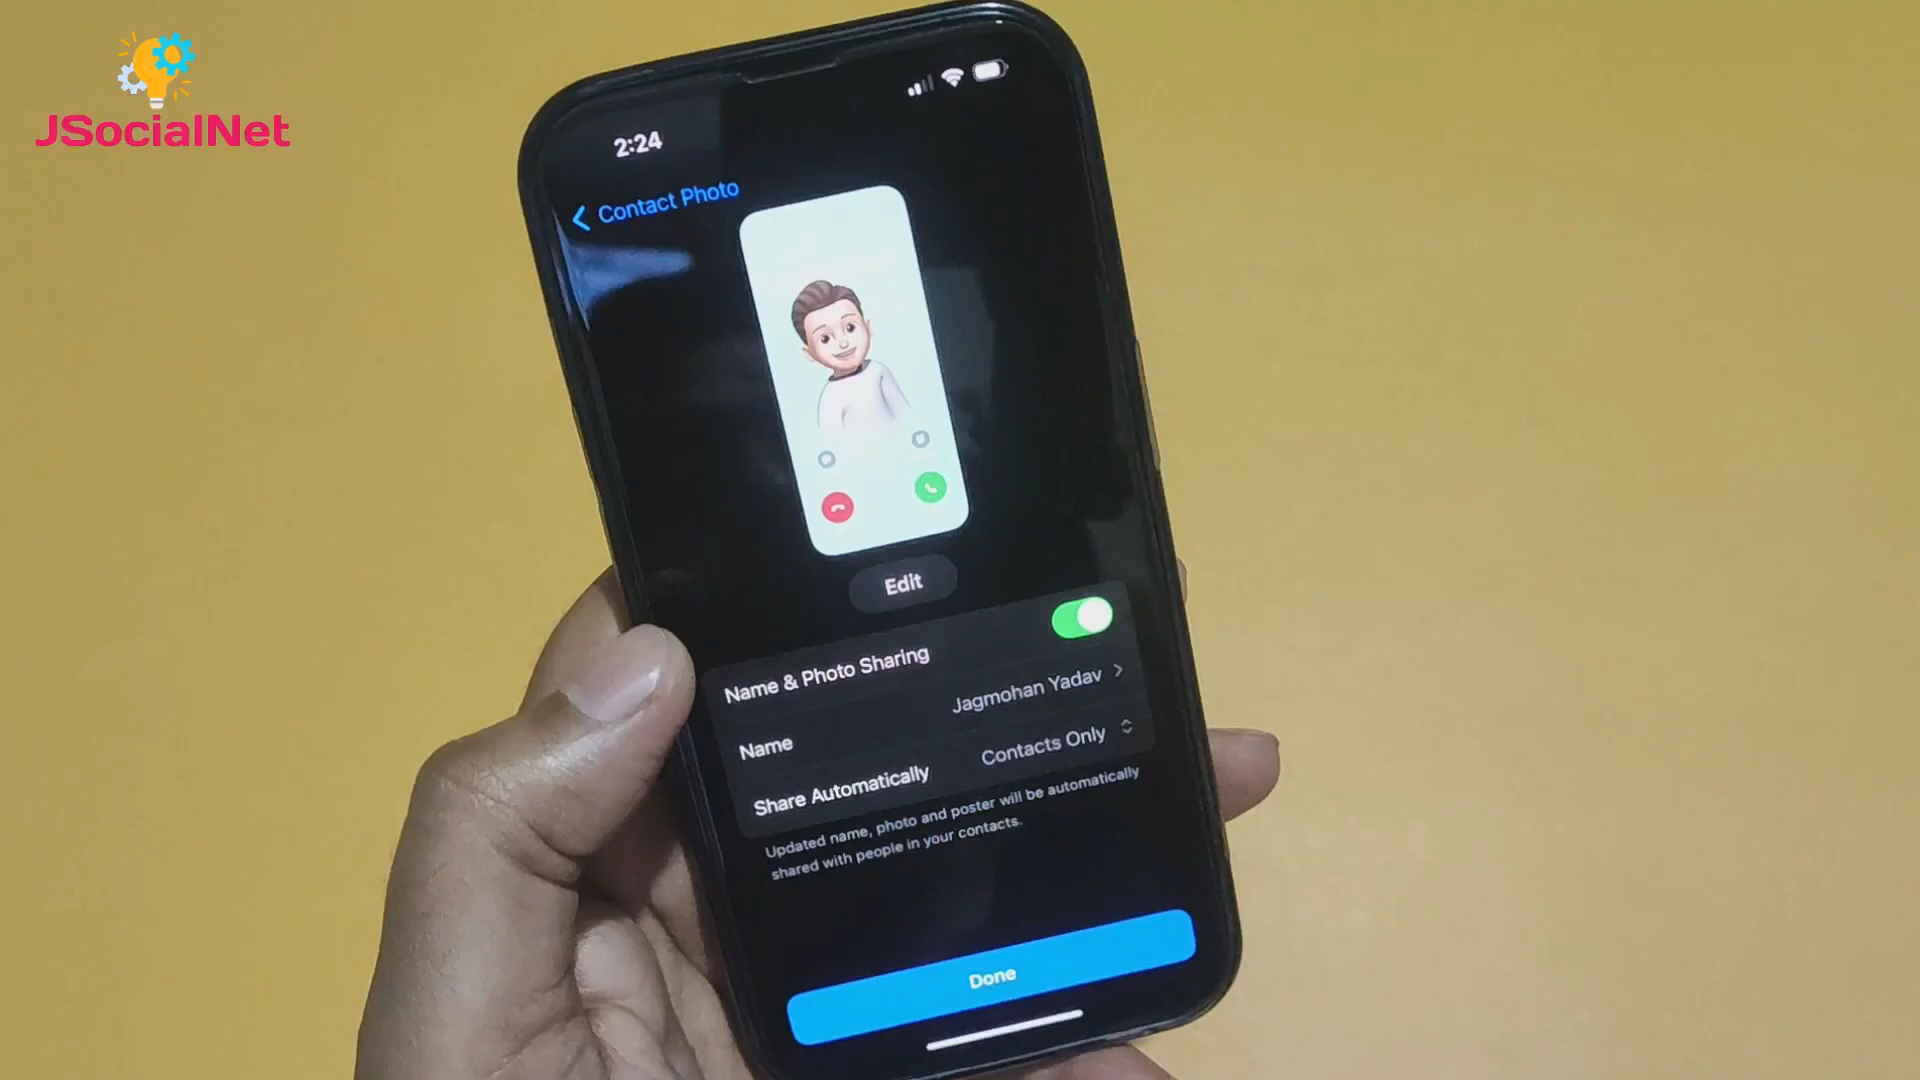 JSocialNet
2:24
Contact Photo
Edit
Name & Photo Sharing
Name Jagmohan Yadav
Share Automatically Contacts Only
Updated name, photo and poster will be automatically
shared with people in your contacts.
Done